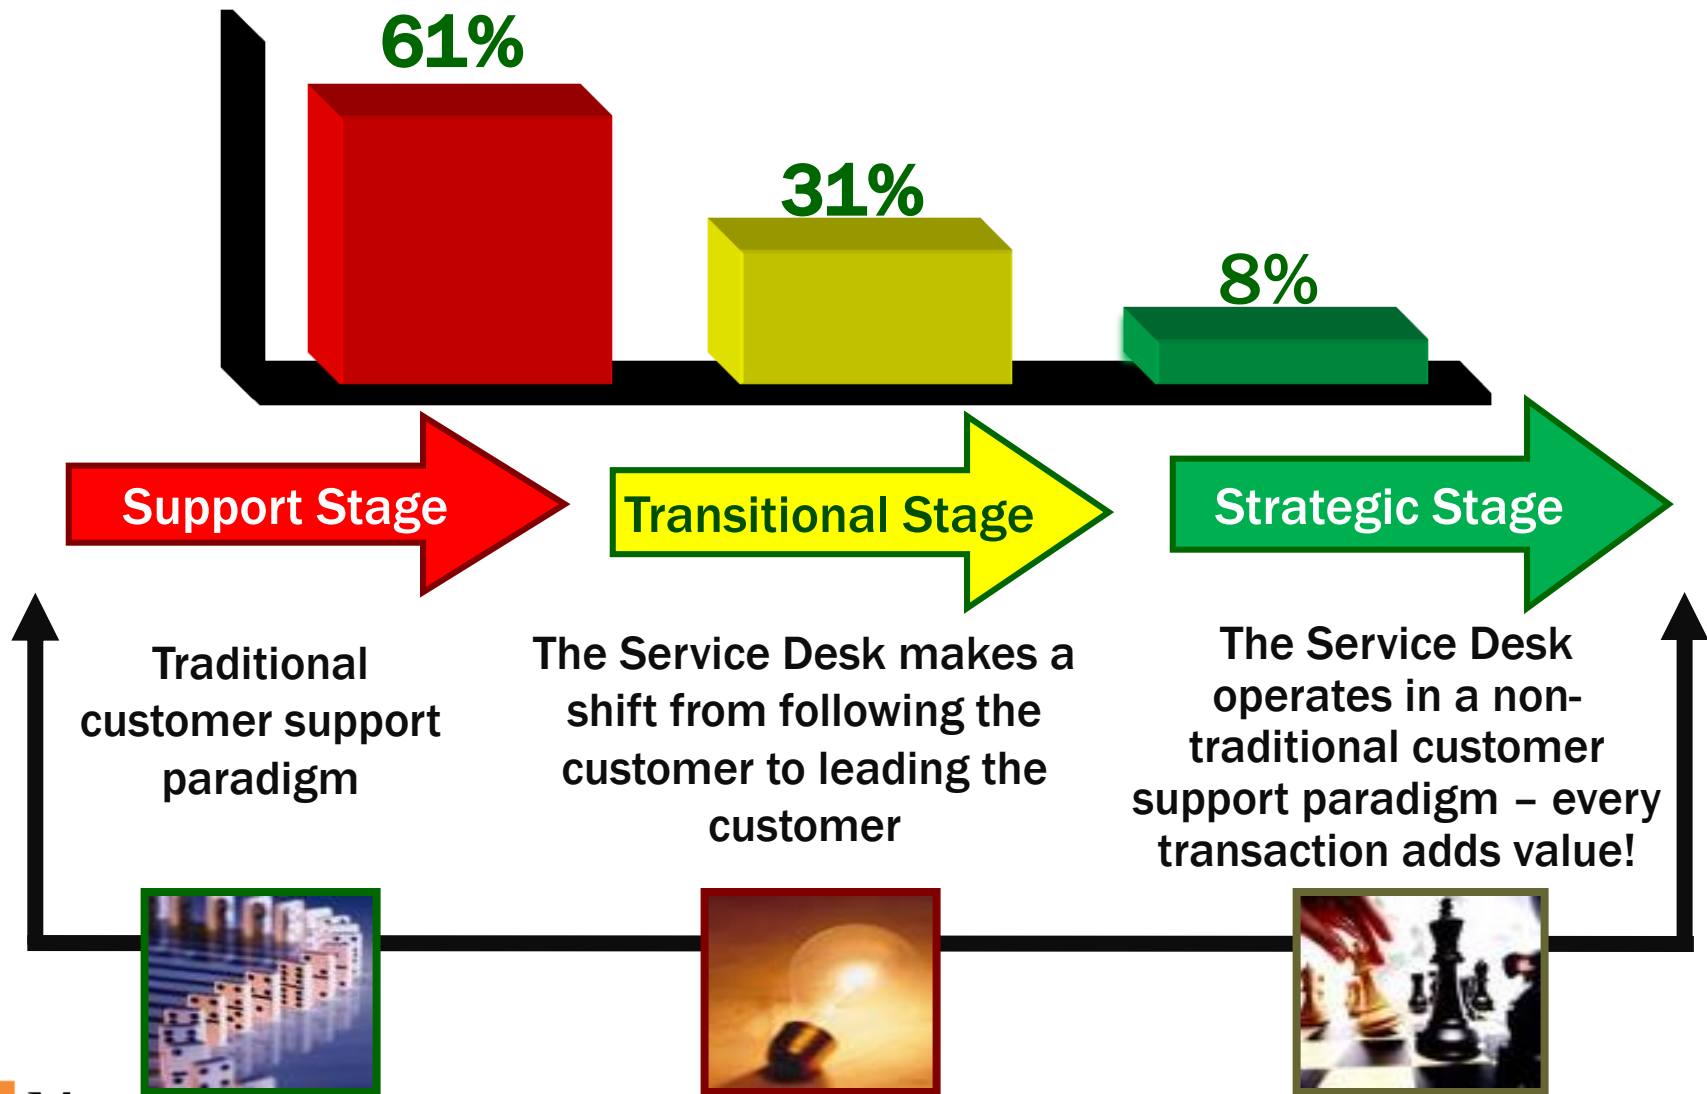 61%
31%
8%
Support Stage
Transitional Stage
Strategic Stage
Traditional
customer support
paradigm
The Service Desk makes a
shift from following the
customer to leading the
customer
The Service Desk
operates in a non-
traditional customer
support paradigm – every
transaction adds value!